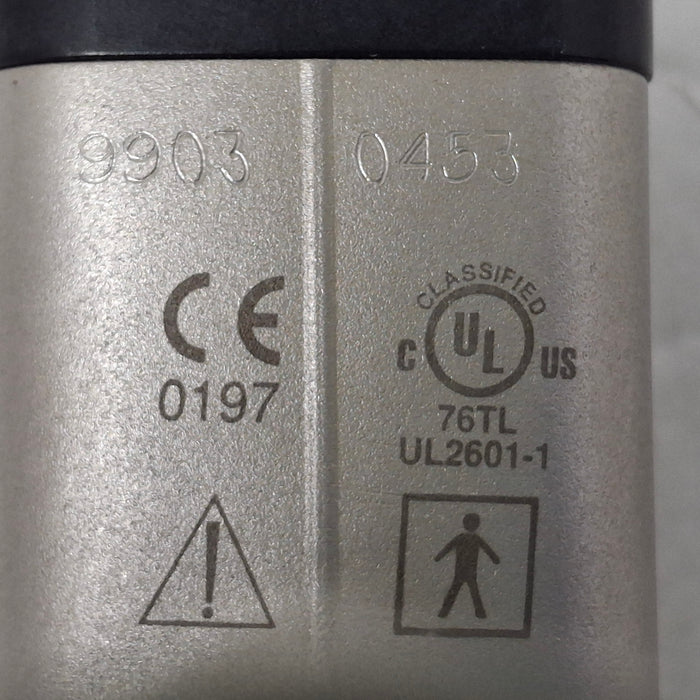 9903 0453
CE
0197
CLASSIFIED
C UL US
76TL
UL2601-1
!